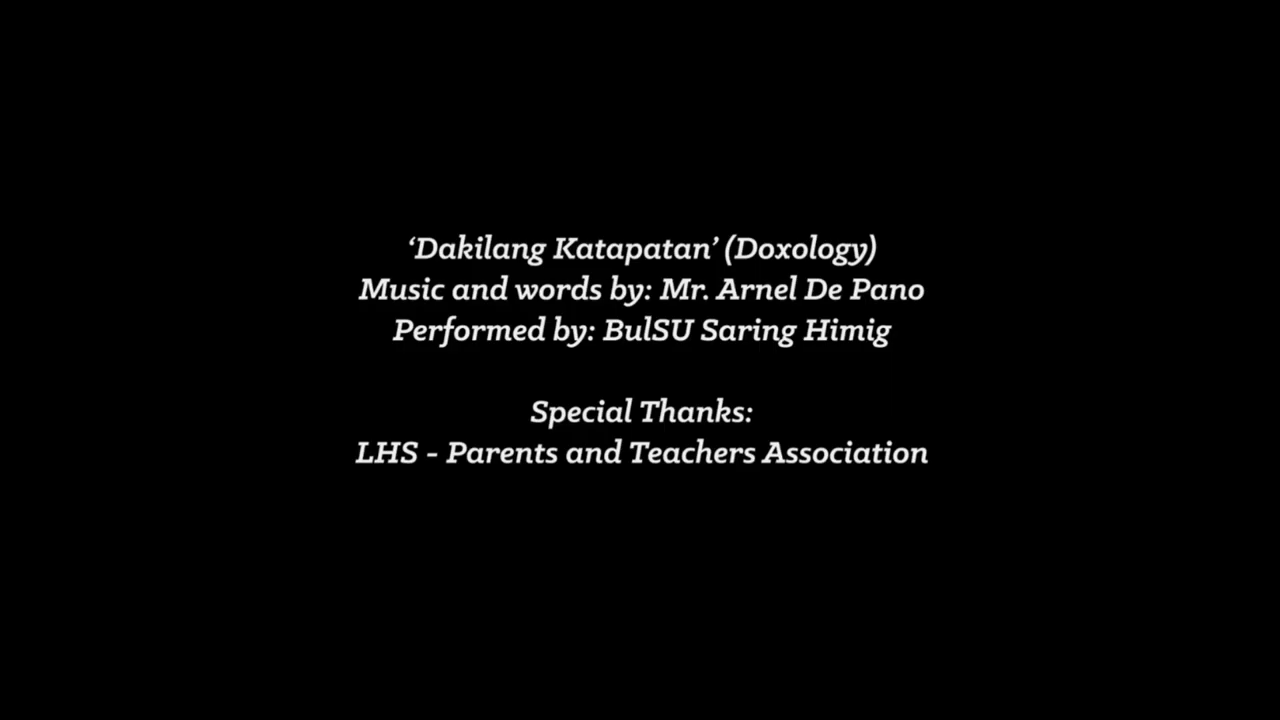 ‘Dakilang Katapatan’ (Doxology)
Music and words by: Mr. Arnel De Pano
Performed by: BulSU Saring Himig
Special Thanks:
LHS - Parents and Teachers Association